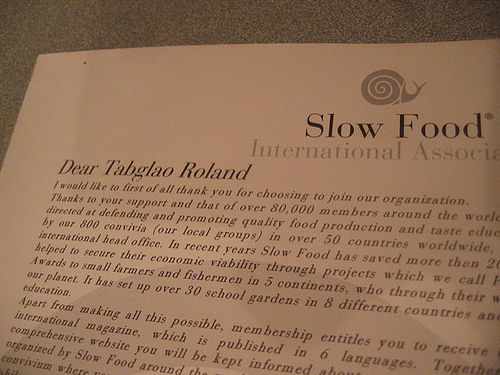 Slow Food®
International Associa
Dear Tabglao Roland
I would like to first of all thank you for choosing to join our organization.
Thanks to your support and that of over 80,000 members around the worl
directed at defending and promoting quality food production and taste educ
by our 800 convivia (our local groups) in over 50 countries worldwide,
international head office. In recent years Slow Food has saved more than 2
helped to secure their economic viability through projects which we call
Awards to small farmers and fishermen in 5 continents, who through their w
our planet. It has set up over 30 school gardens in 8 different countries an
education.
Apart from making all this possible, membership entitles you to receive
international magazine, which is published in 6 languages. Together
comprehensive website you will be kept informed about
organized by Slow Food around the
convivium where